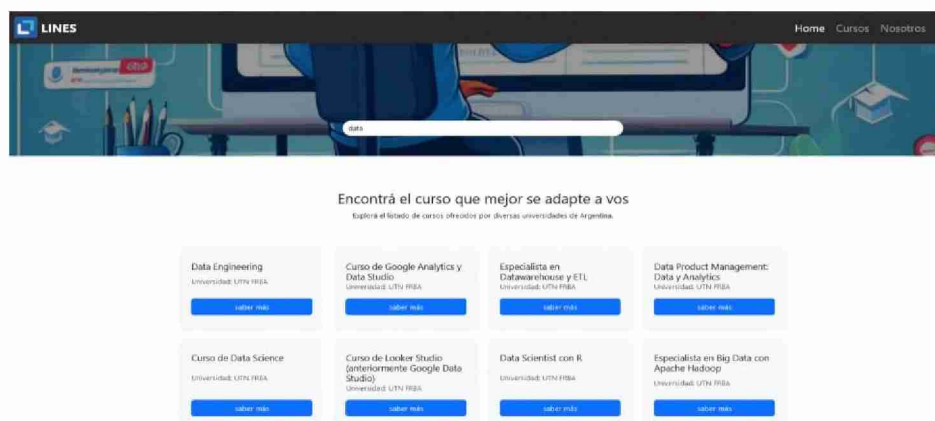 LINES
Home Cursos Nosotros
data
Encontrá el curso que mejor se adapte a vos
Explorá el listado de cursos ofrecidos por diversas universidades de Argentina.
Data Engineering
Universidad: UTN FRBA
saber más
Curso de Google Analytics y
Data Studio
Universidad: UTN FRBA
saber más
Especialista en
Datawarehouse y ETL
Universidad: UTN FRBA
saber más
Data Product Management:
Data y Analytics
Universidad: UTN FRBA
saber más
Curso de Data Science
Universidad: UTN FRBA
saber más
Curso de Looker Studio
(anteriormente Google Data
Studio)
Universidad: UTN FRBA
saber más
Data Scientist con R
Universidad: UTN FRBA
saber más
Especialista en Big Data con
Apache Hadoop
Universidad: UTN FRBA
saber más